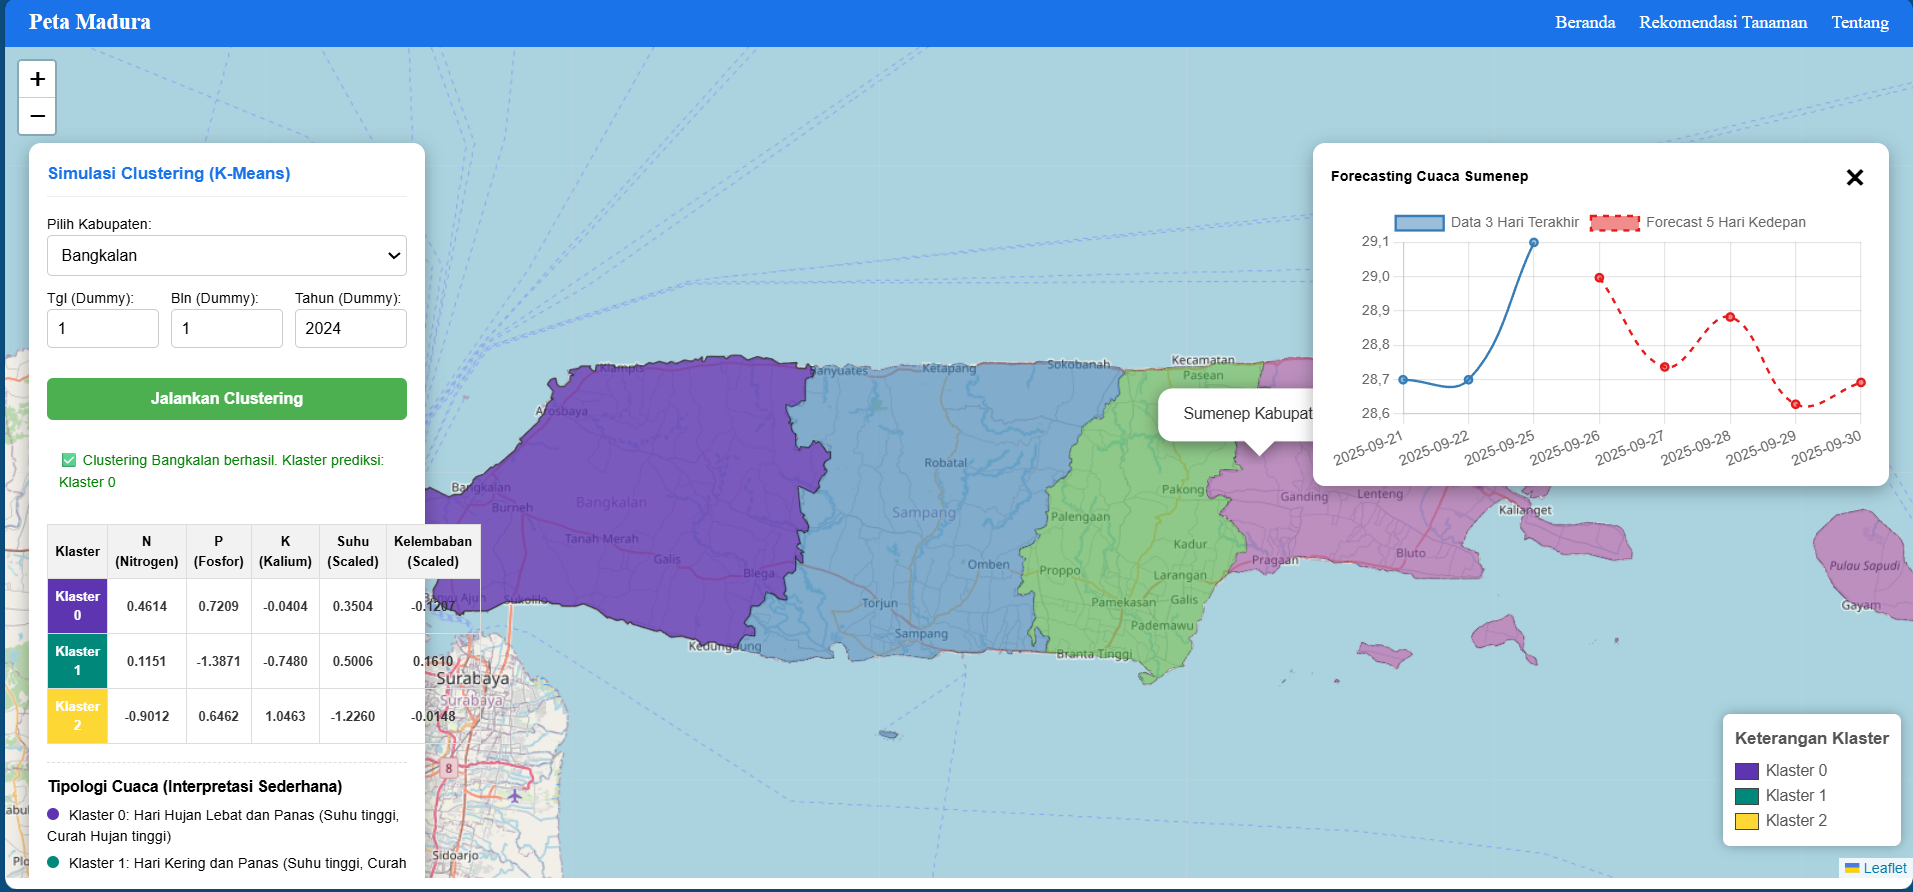 Peta Madura
Beranda
Rekomendasi Tanaman
Tentang
+
−
Simulasi Clustering (K-Means)
Pilih Kabupaten:
Bangkalan
Tgl (Dummy):
Bln (Dummy):
Tahun (Dummy):
1
1
2024
Jalankan Clustering
✅ Clustering Bangkalan berhasil. Klaster prediksi:
Klaster 0
Klaster
N (Nitrogen)
P (Fosfor)
K (Kalium)
Suhu (Scaled)
Kelembaban (Scaled)
Klaster 0 0.4614 0.7209 -0.0404 0.3504 -0.1207
Klaster 1 0.1151 -1.3871 -0.7480 0.5006 0.1610
Klaster 2 -0.9012 0.6462 1.0463 -1.2260 -0.0148
Tipologi Cuaca (Interpretasi Sederhana)
Klaster 0: Hari Hujan Lebat dan Panas (Suhu tinggi,
Curah Hujan tinggi)
Klaster 1: Hari Kering dan Panas (Suhu tinggi, Curah
Klampis
Arosbaya
Bangkalan
Burneh
Bangkalan
Tanah Merah
Galis
Blega
Sukolilo
Kedungdung
Surabaya
Surabaya
8
Sidoarjo
Banyuates
Ketapang
Sokobanah
Robatal
Sampang
Omben
Torjun
Sampang
Kecamatan
Pasean
Pakong
Palengaan
Kadur
Proppo
Larangan
Pamekasan
Galis
Pademawu
Branta Tinggi
Sumenep Kabupat
Ganding
Lenteng
Kalianget
Bluto
Pragaan
Pulau Sapudi
Gayam
Forecasting Cuaca Sumenep
×
Data 3 Hari Terakhir
Forecast 5 Hari Kedepan
29,1
29,0
28,9
28,8
28,7
28,6
2025-09-21
2025-09-22
2025-09-25
2025-09-26
2025-09-27
2025-09-28
2025-09-29
2025-09-30
Keterangan Klaster
Klaster 0
Klaster 1
Klaster 2
Leaflet